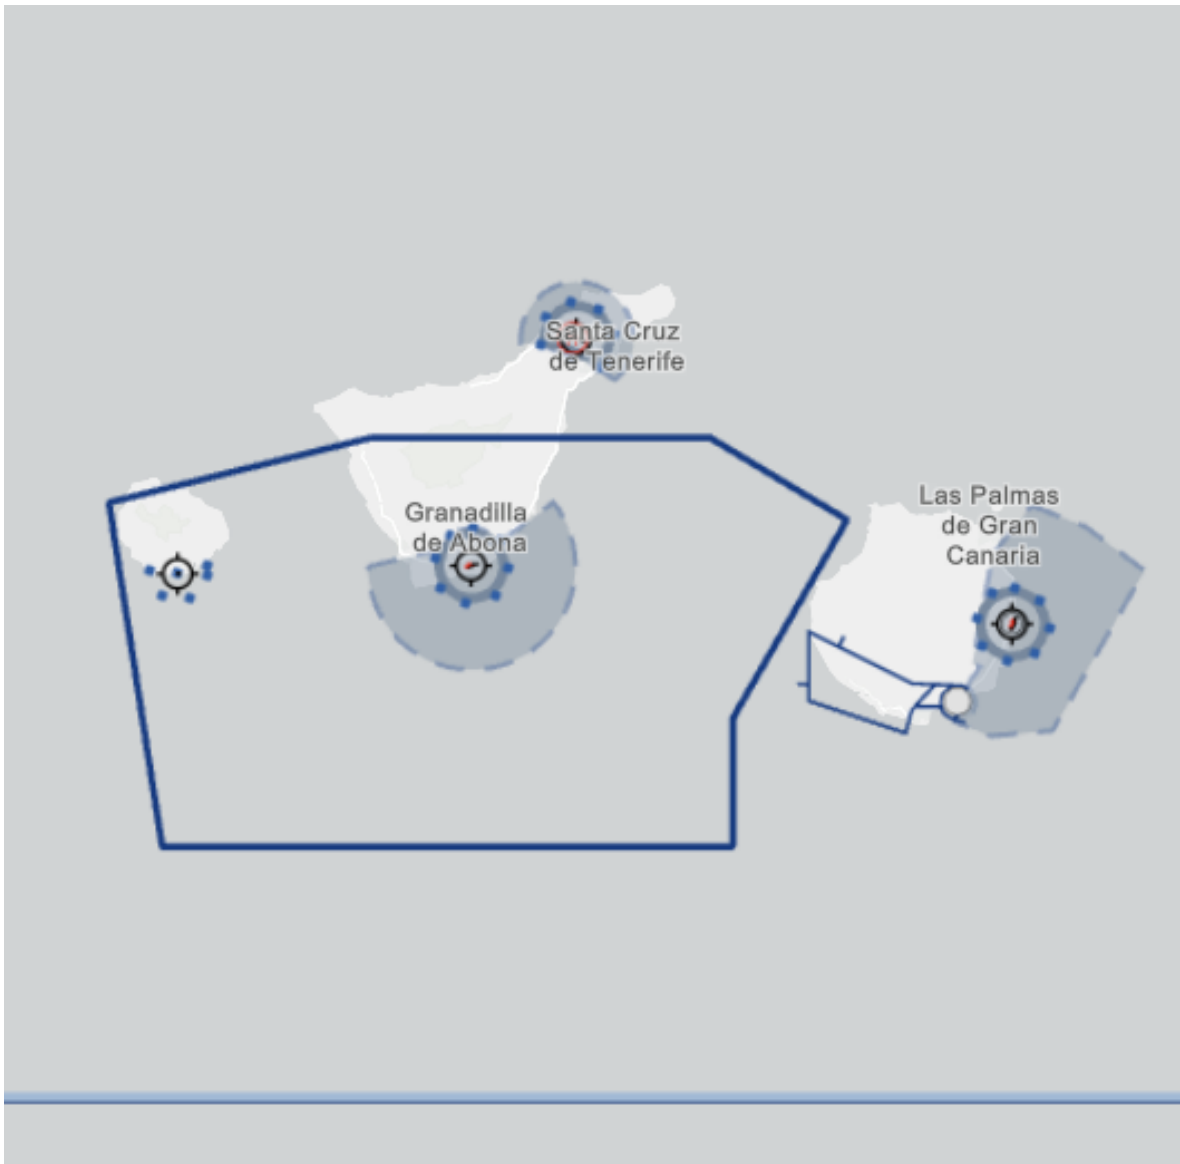 Santa Cruz
de Tenerife
Granadilla
de Abona
Las Palmas
de Gran
Canaria